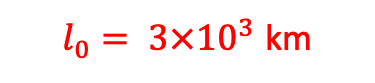 l₀ = 3×10³ km